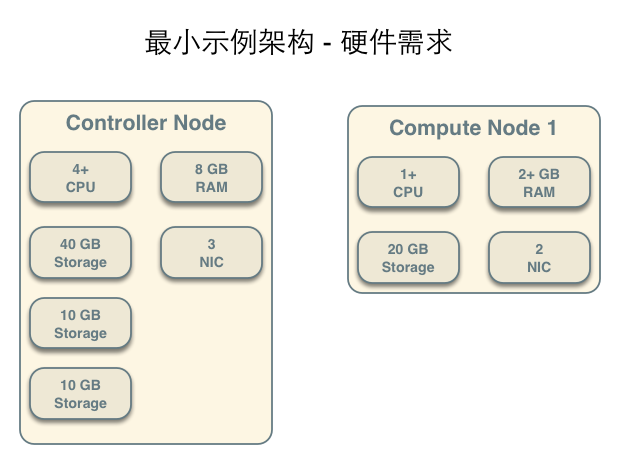 最小示例架构 - 硬件需求
Controller Node
4+
CPU
8 GB
RAM
40 GB
Storage
3
NIC
10 GB
Storage
10 GB
Storage
Compute Node 1
1+
CPU
2+ GB
RAM
20 GB
Storage
2
NIC